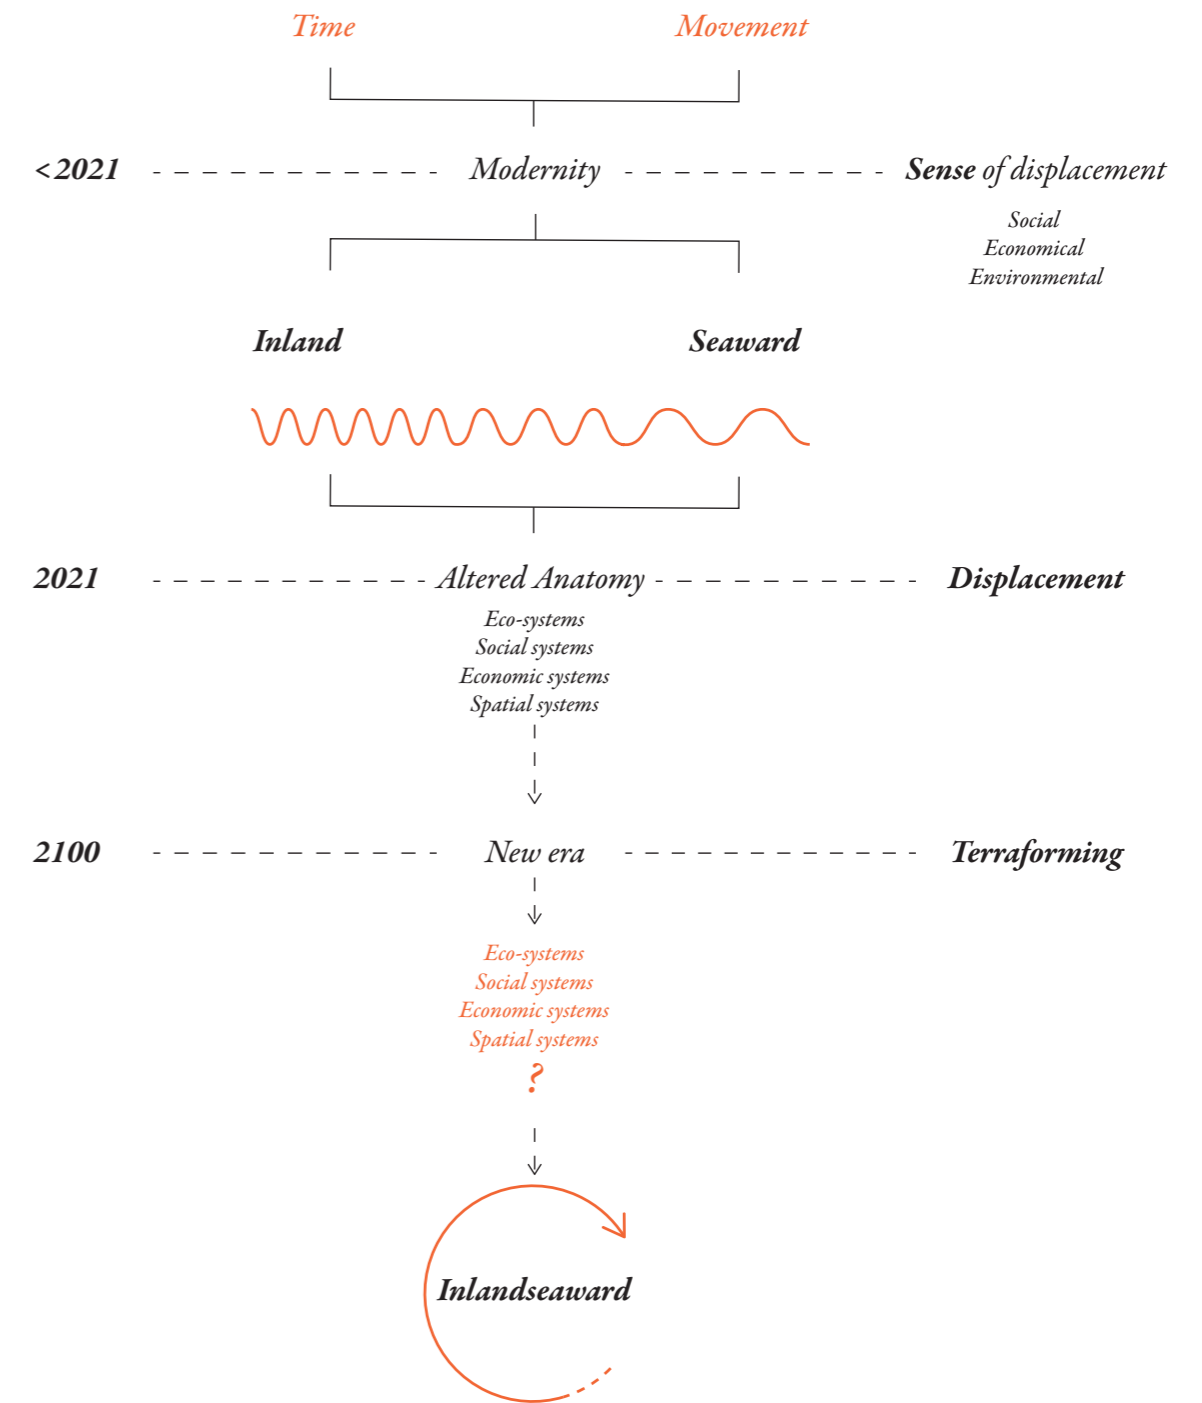 Time Movement
<2021 Modernity Sense of displacement
Social
Economical
Environmental
Inland Seaward
2021 Altered Anatomy Displacement
Eco-systems
Social systems
Economic systems
Spatial systems
2100 New era Terraforming
Eco-systems
Social systems
Economic systems
Spatial systems
?
Inlandseaward